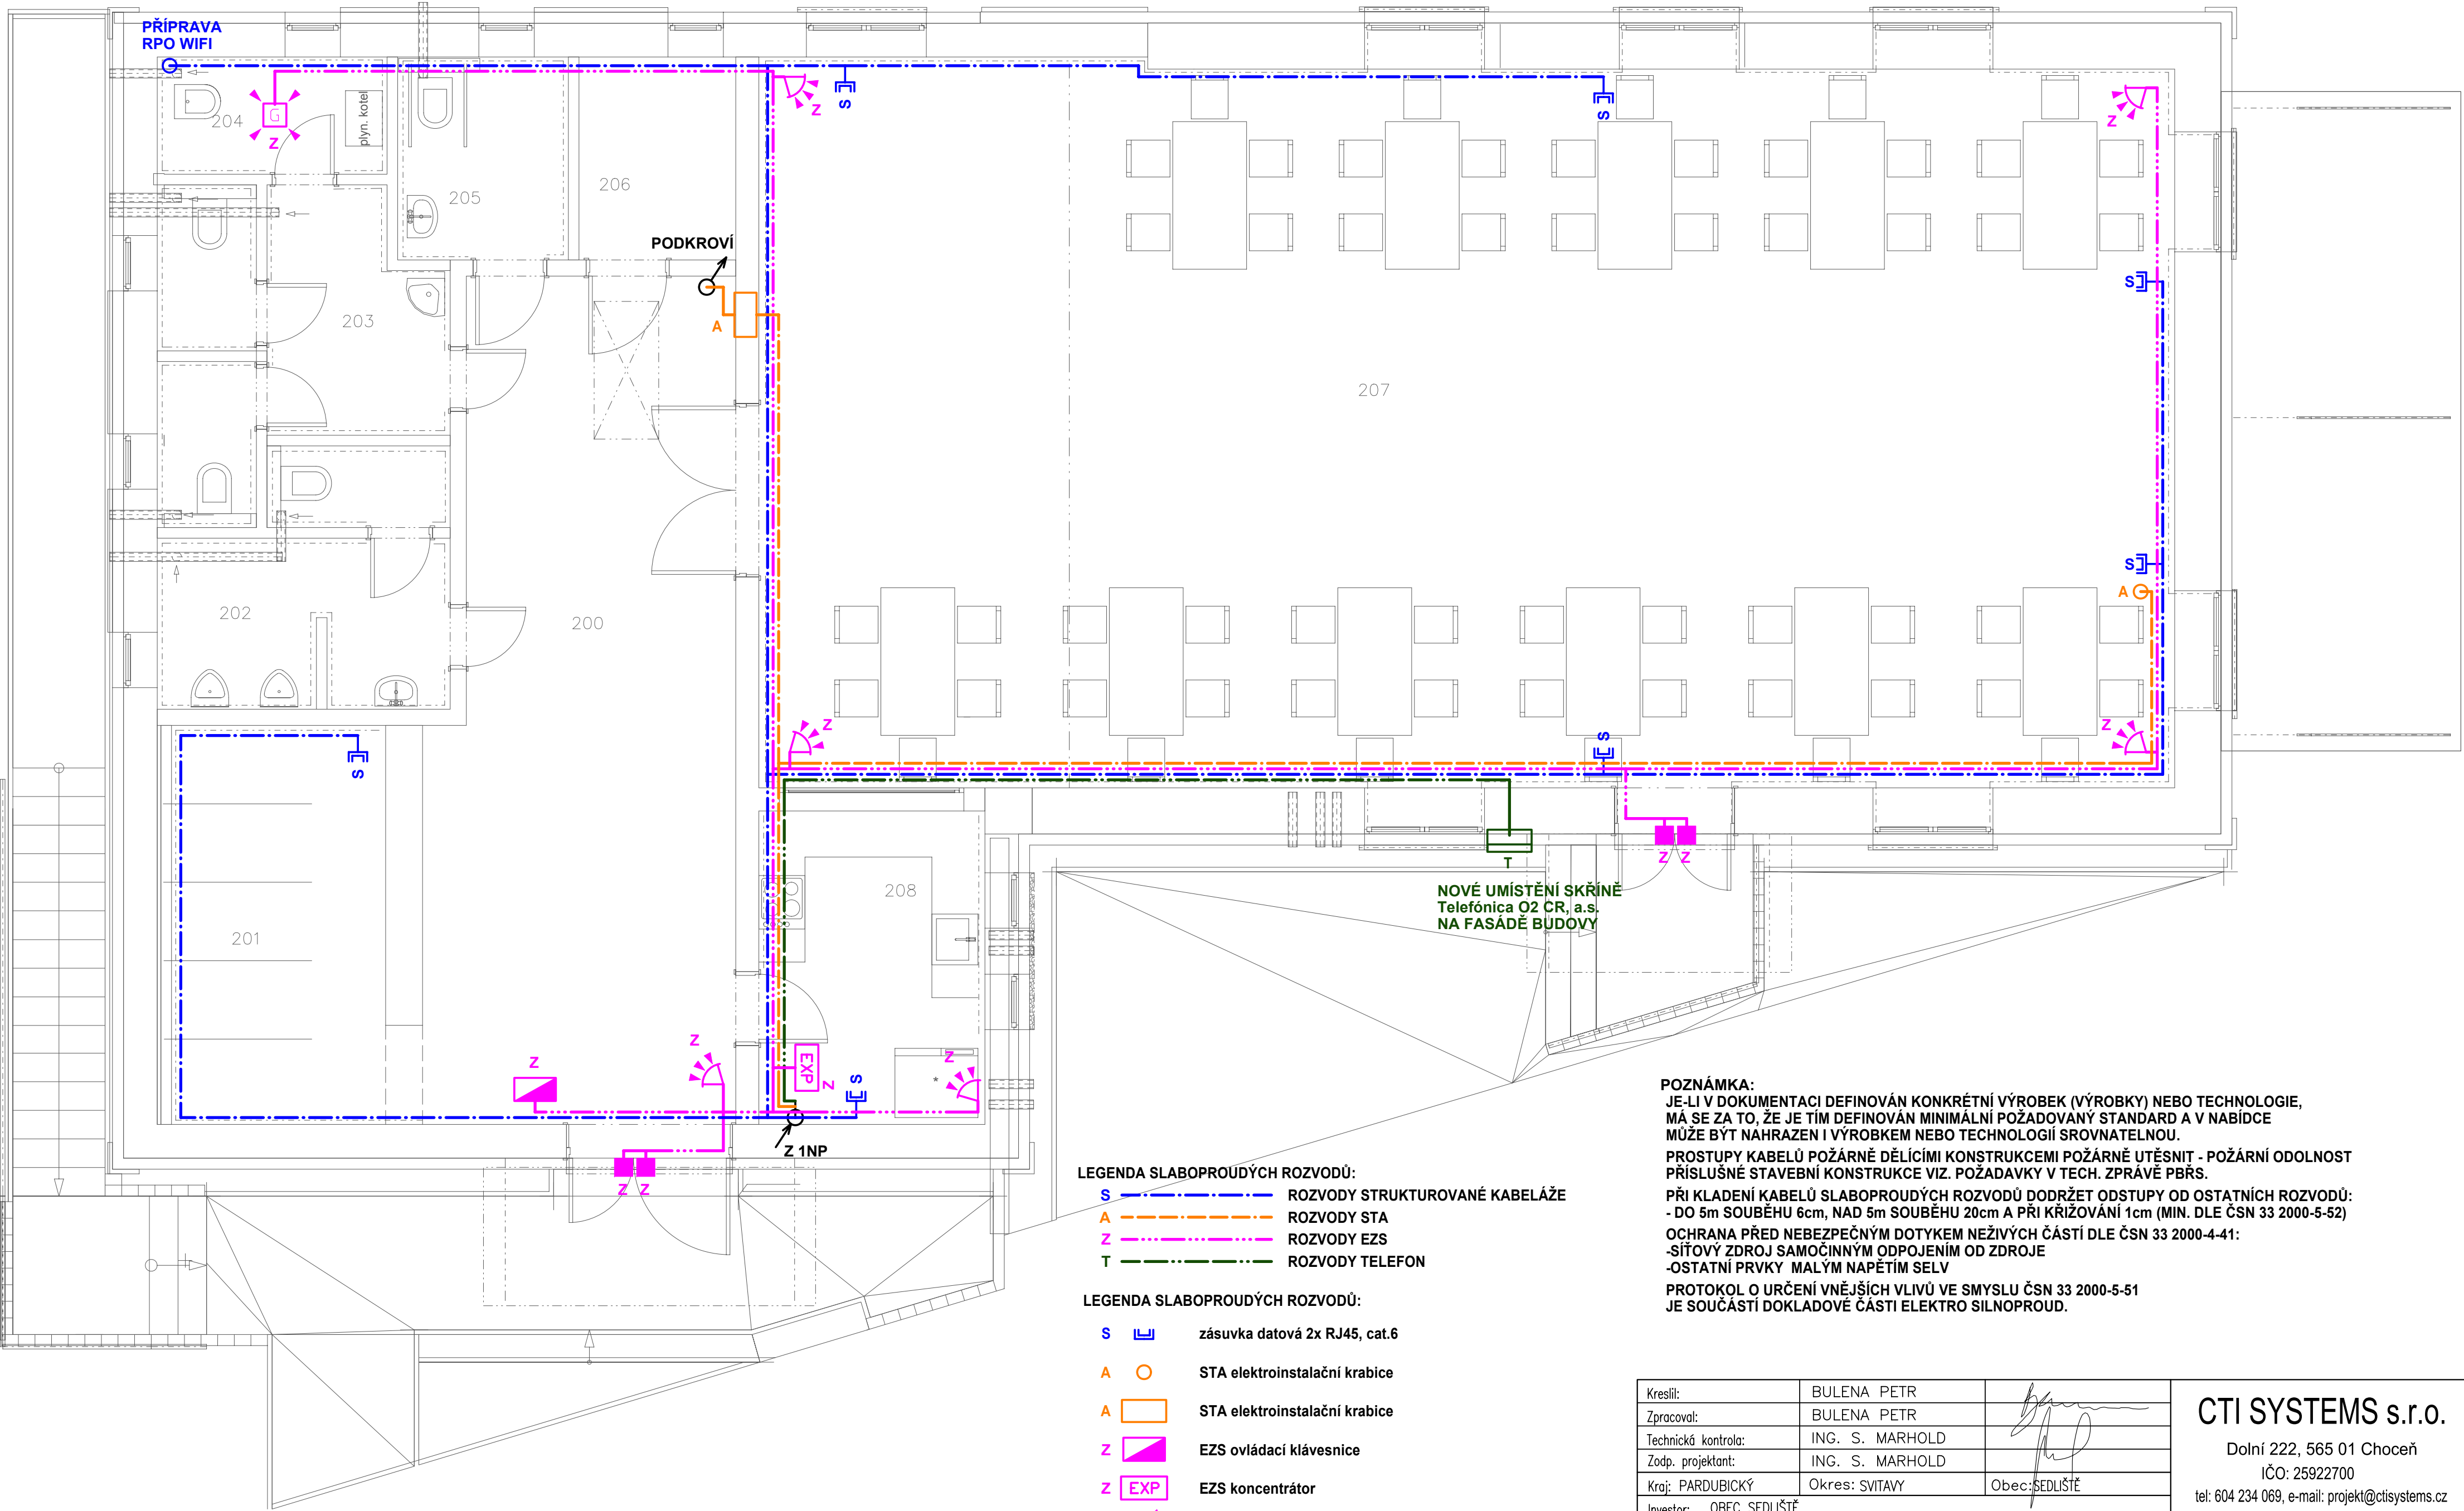 PŘÍPRAVA
RPO WIFI
Z
S
S
Z
204
G
Z
plyn. kotel
205
206
PODKROVÍ
A
203
207
S
S
A
202
200
Z
S
Z
S
Z Z
T
NOVÉ UMÍSTĚNÍ SKŘÍNĚ
Telefónica O2 CR, a.s.
NA FASÁDĚ BUDOVY
208
201
Z
Z
EXP
Z
S
Z
*
Z 1NP
Z Z
POZNÁMKA:
JE-LI V DOKUMENTACI DEFINOVÁN KONKRÉTNÍ VÝROBEK (VÝROBKY) NEBO TECHNOLOGIE,
MÁ SE ZA TO, ŽE JE TÍM DEFINOVÁN MINIMÁLNÍ POŽADOVANÝ STANDARD A V NABÍDCE
MŮŽE BÝT NAHRAZEN I VÝROBKEM NEBO TECHNOLOGIÍ SROVNATELNOU.
PROSTUPY KABELŮ POŽÁRNĚ DĚLÍCÍMI KONSTRUKCEMI POŽÁRNĚ UTĚSNIT - POŽÁRNÍ ODOLNOST
PŘÍSLUŠNÉ STAVEBNÍ KONSTRUKCE VIZ. POŽADAVKY V TECH. ZPRÁVĚ PBŘS.
PŘI KLADENÍ KABELŮ SLABOPROUDÝCH ROZVODŮ DODRŽET ODSTUPY OD OSTATNÍCH ROZVODŮ:
- DO 5m SOUBĚHU 6cm, NAD 5m SOUBĚHU 20cm A PŘI KŘIŽOVÁNÍ 1cm (MIN. DLE ČSN 33 2000-5-52)
OCHRANA PŘED NEBEZPEČNÝM DOTYKEM NEŽIVÝCH ČÁSTÍ DLE ČSN 33 2000-4-41:
-SÍŤOVÝ ZDROJ SAMOČINNÝM ODPOJENÍM OD ZDROJE
-OSTATNÍ PRVKY MALÝM NAPĚTÍM SELV
PROTOKOL O URČENÍ VNĚJŠÍCH VLIVŮ VE SMYSLU ČSN 33 2000-5-51
JE SOUČÁSTÍ DOKLADOVÉ ČÁSTI ELEKTRO SILNOPROUD.
LEGENDA SLABOPROUDÝCH ROZVODŮ:
S ROZVODY STRUKTUROVANÉ KABELÁŽE
A ROZVODY STA
Z ROZVODY EZS
T ROZVODY TELEFON
LEGENDA SLABOPROUDÝCH ROZVODŮ:
S zásuvka datová 2x RJ45, cat.6
A STA elektroinstalační krabice
A STA elektroinstalační krabice
Z EZS ovládací klávesnice
Z EXP EZS koncentrátor
Kreslil: BULENA PETR
Zpracoval: BULENA PETR
Technická kontrola: ING. S. MARHOLD
Zodp. projektant: ING. S. MARHOLD
Kraj: PARDUBICKÝ Okres: SVITAVY Obec: SEDLIŠTĚ
Investor: OBEC SEDLIŠTĚ
CTI SYSTEMS s.r.o.
Dolní 222, 565 01 Choceň
IČO: 25922700
tel: 604 234 069, e-mail: projekt@ctisystems.cz